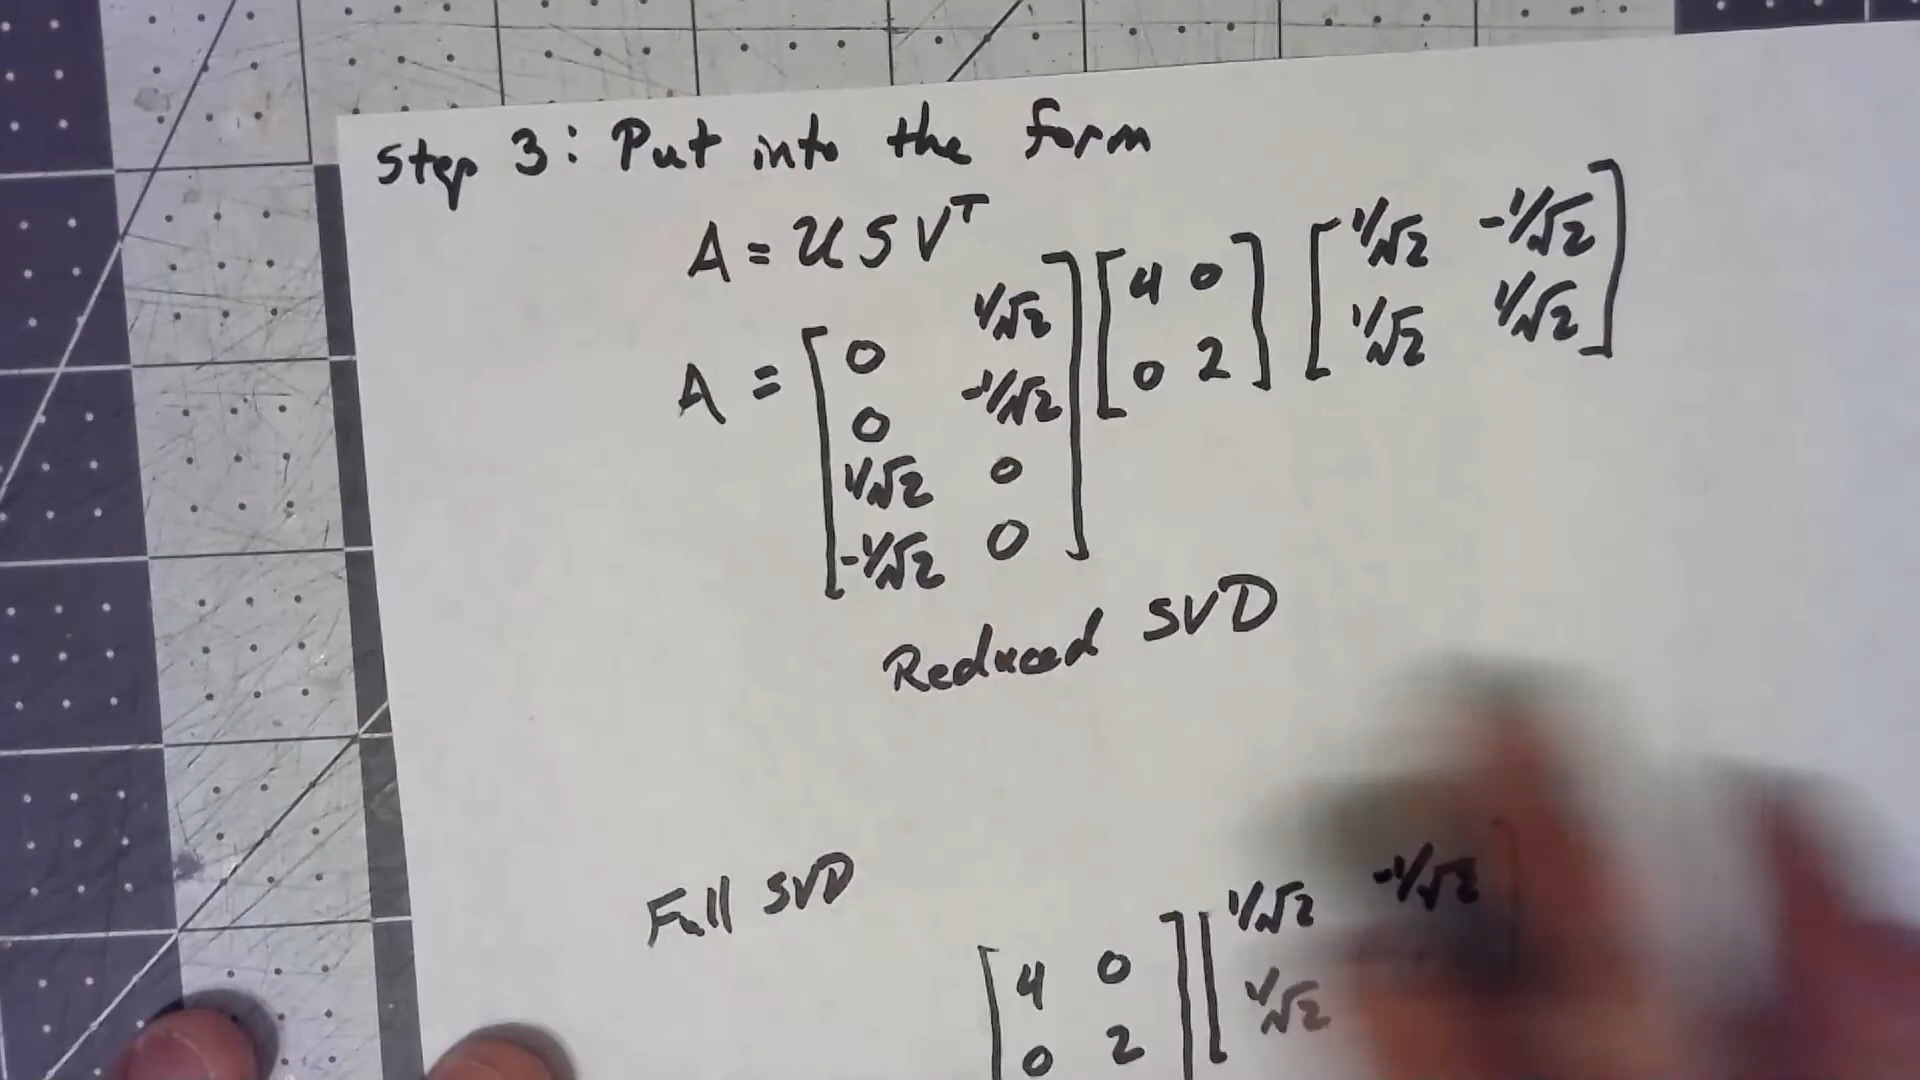 Step 3: Put into the form
A = U S V^T
A = [0 1/√2; 0 -1/√2; 1/√2 0; -1/√2 0] [4 0; 0 2] [1/√2 -1/√2; 1/√2 1/√2]
Reduced SVD
Full SVD
[4 0; 0 2] [1/√2 -1/√2; 1/√2